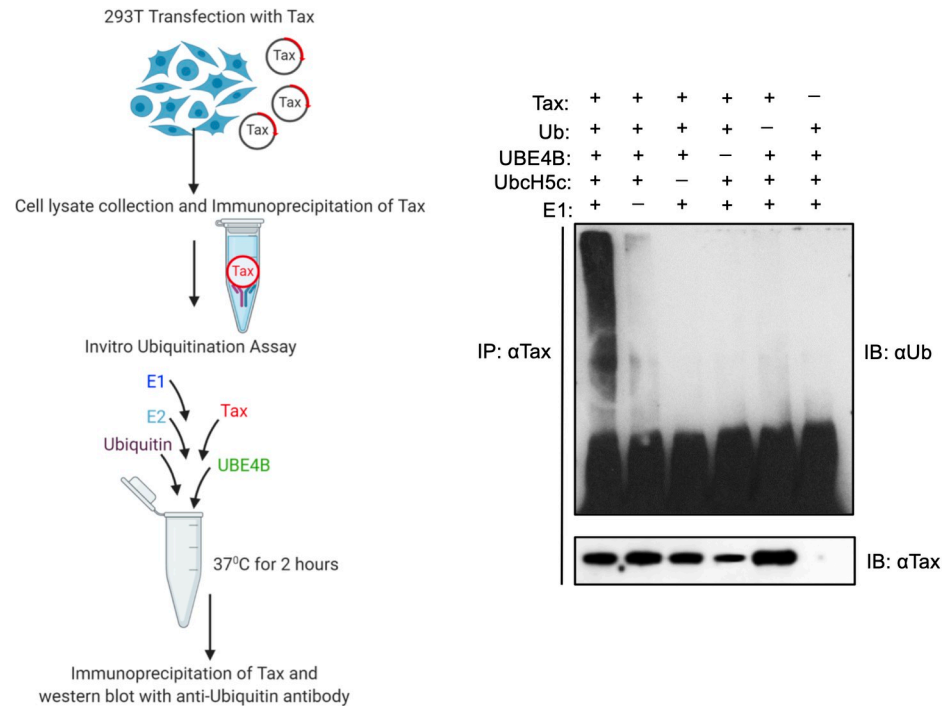 293T Transfection with Tax
Tax
Tax
Tax
Cell lysate collection and Immunoprecipitation of Tax
Tax
Invitro Ubiquitination Assay
E1
E2
Tax
Ubiquitin
UBE4B
37⁰C for 2 hours
Immunoprecipitation of Tax and
western blot with anti-Ubiquitin antibody
Tax: + + + + + −
Ub: + + + + − +
UBE4B: + + + − + +
UbcH5c: + + − + + +
E1: + − + + + +
IP: αTax
IB: αUb
IB: αTax